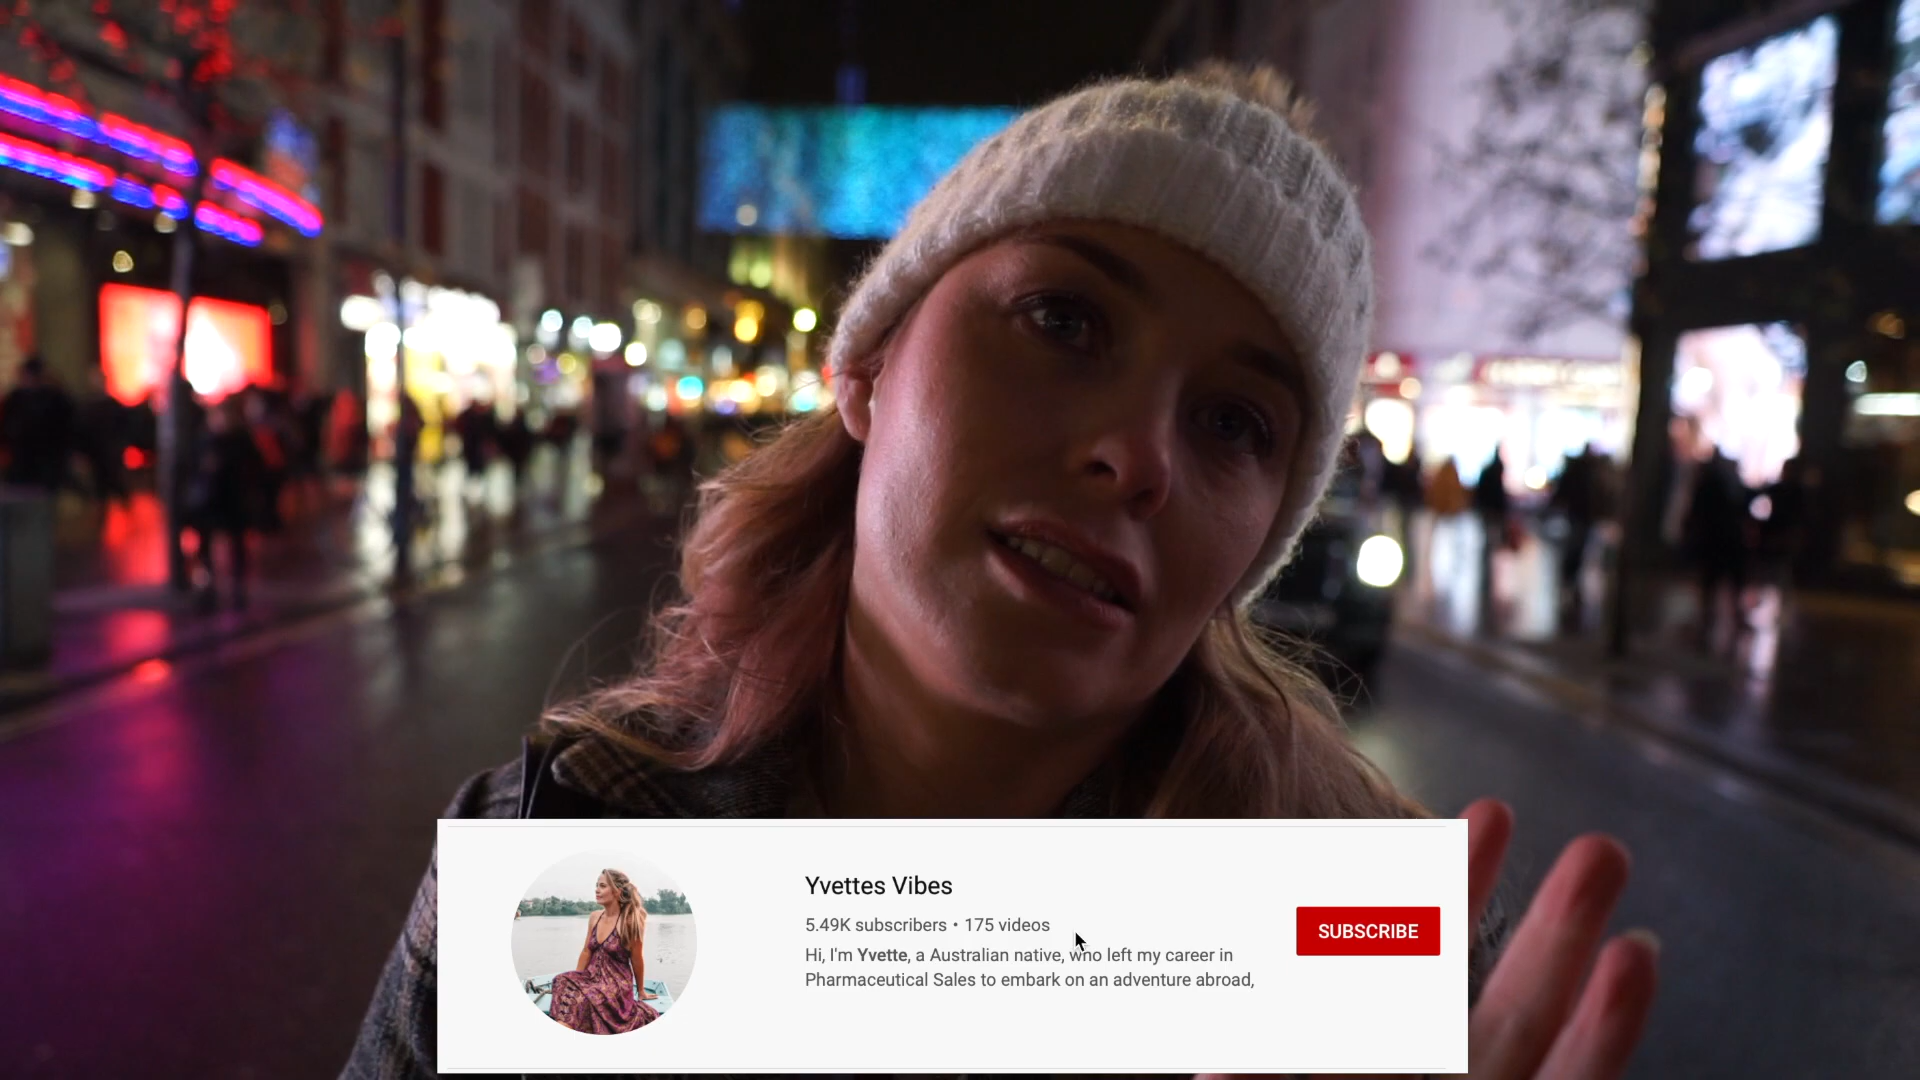 Yvettes Vibes
5.49K subscribers • 175 videos
Hi, I'm Yvette, a Australian native, who left my career in
Pharmaceutical Sales to embark on an adventure abroad,
SUBSCRIBE